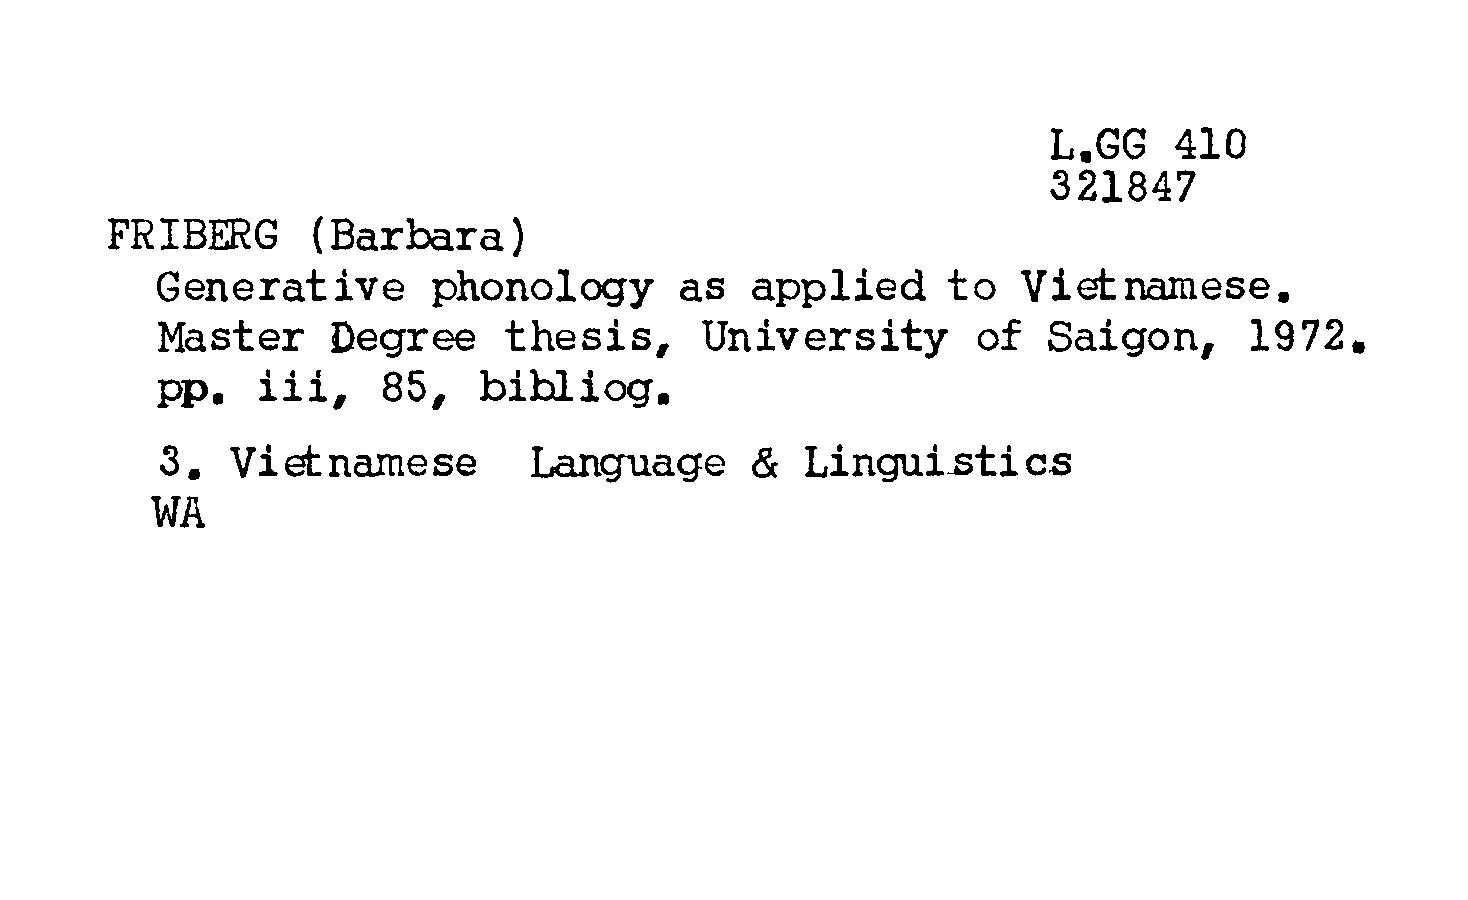 L.GG 410
321847
FRIBERG (Barbara)
Generative phonology as applied to Vietnamese.
Master Degree thesis, University of Saigon, 1972.
pp. iii, 85, bibliog.
3. Vietnamese Language & Linguistics
WA